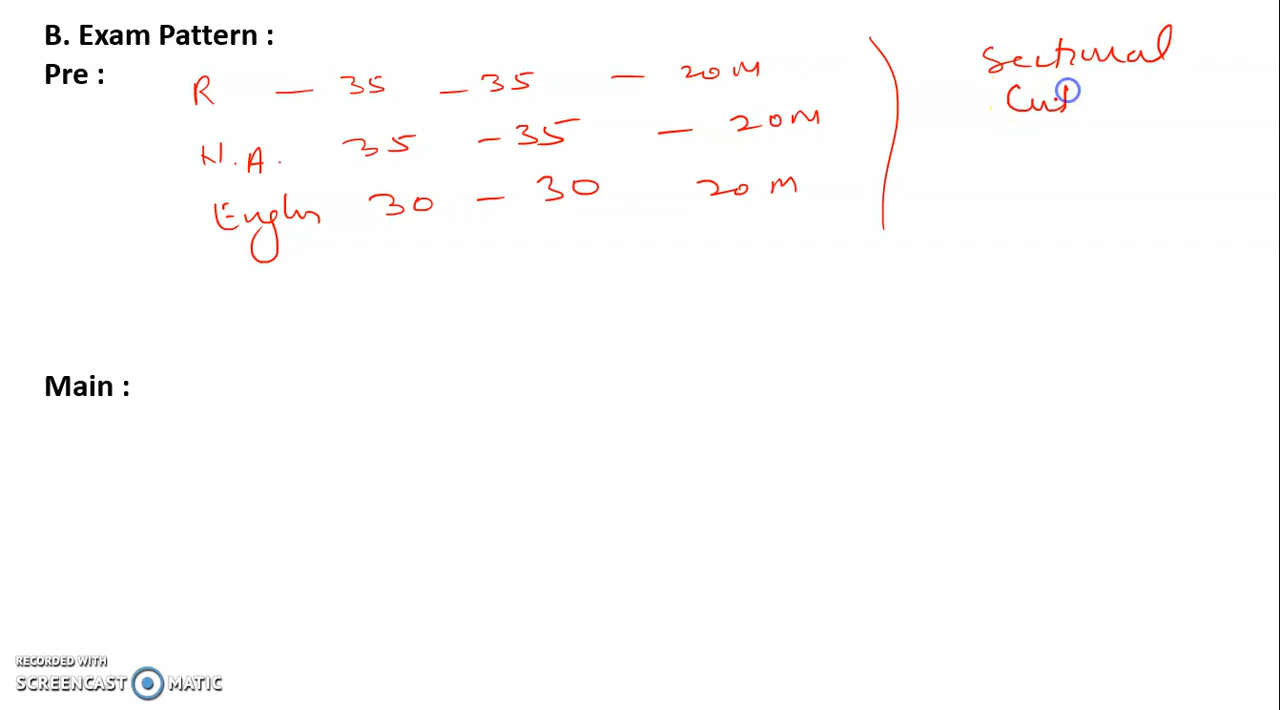 B. Exam Pattern :
Pre :
R – 35 – 35 – 20 M
N.A. 35 – 35 – 20 M
30 – 30 20 M
Sectional
Cut
Main :
RECORDED WITH
SCREENCAST MATIC